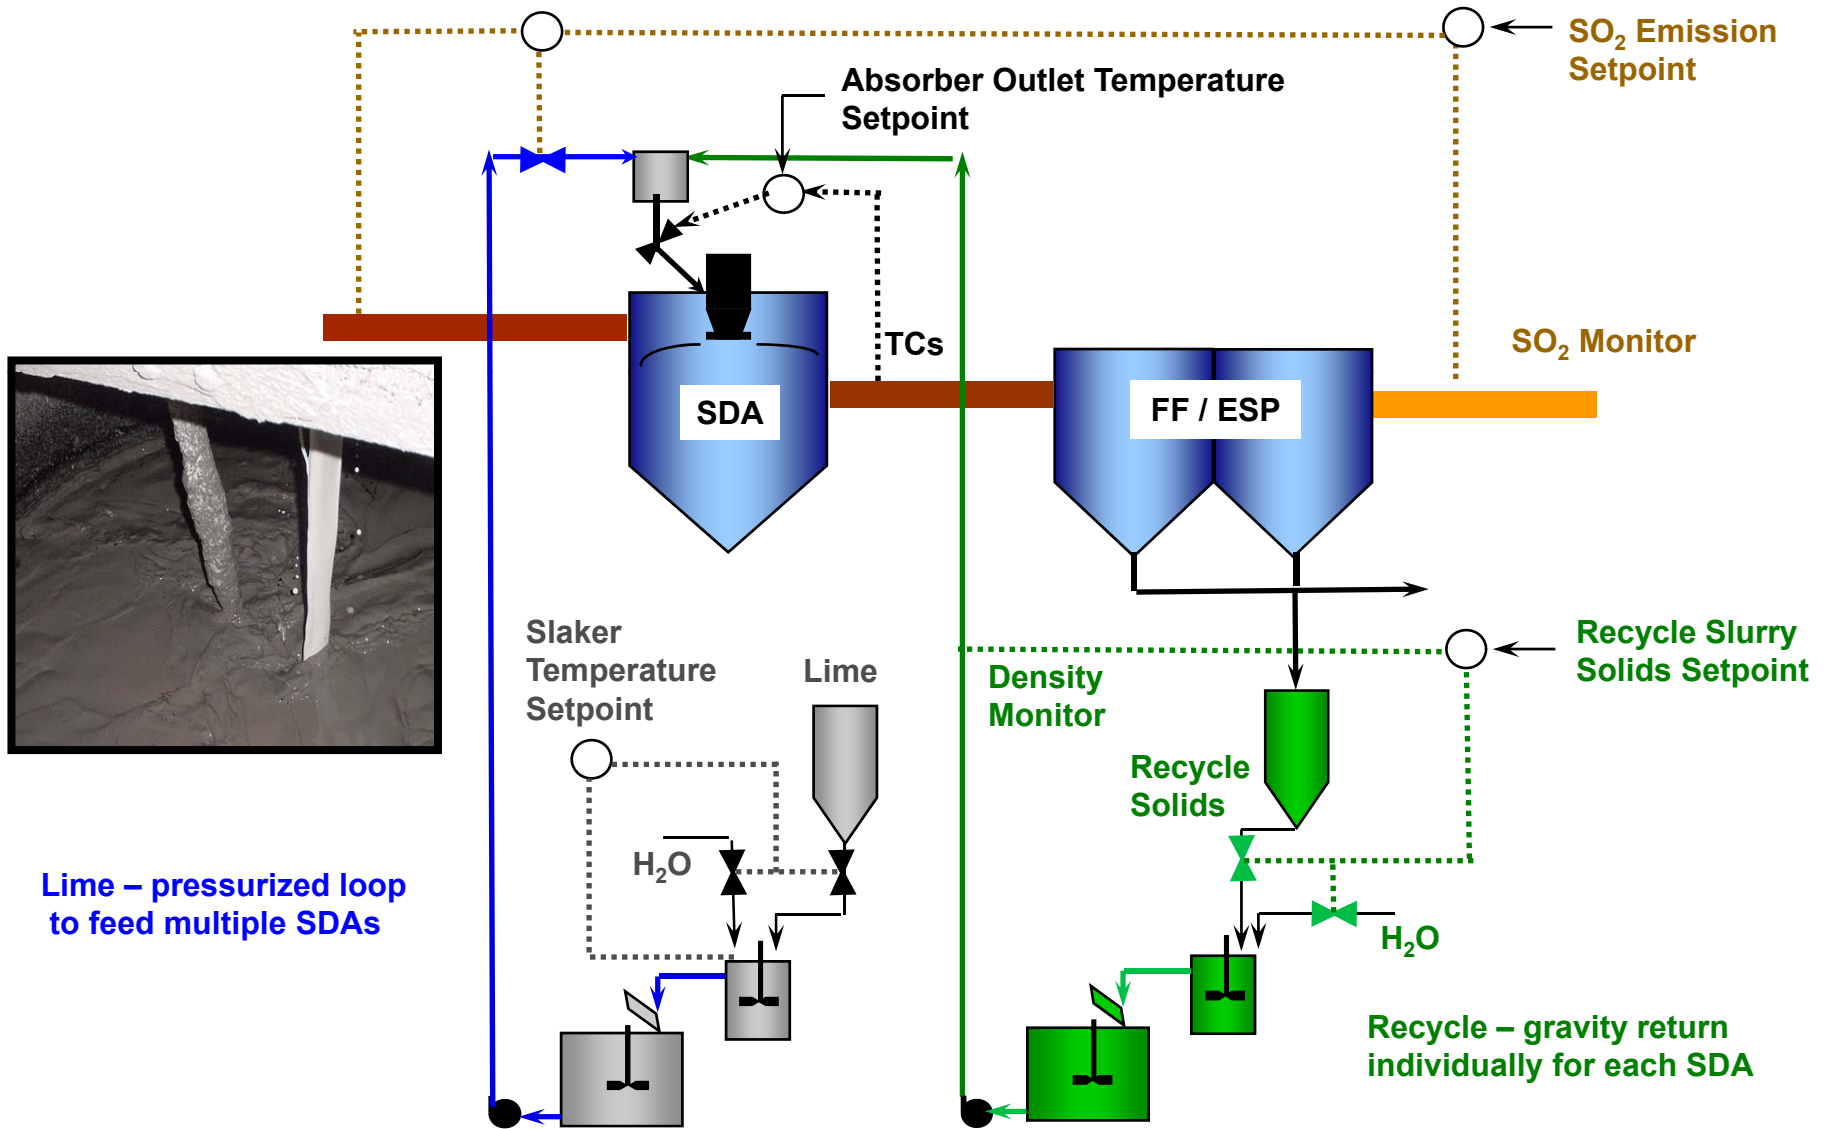 SO₂ Emission
Setpoint
Absorber Outlet Temperature
Setpoint
TCs
SO₂ Monitor
SDA
FF / ESP
Slaker
Temperature
Setpoint
Lime
Density
Monitor
Recycle Slurry
Solids Setpoint
Recycle
Solids
H₂O
Lime – pressurized loop
to feed multiple SDAs
H₂O
Recycle – gravity return
individually for each SDA